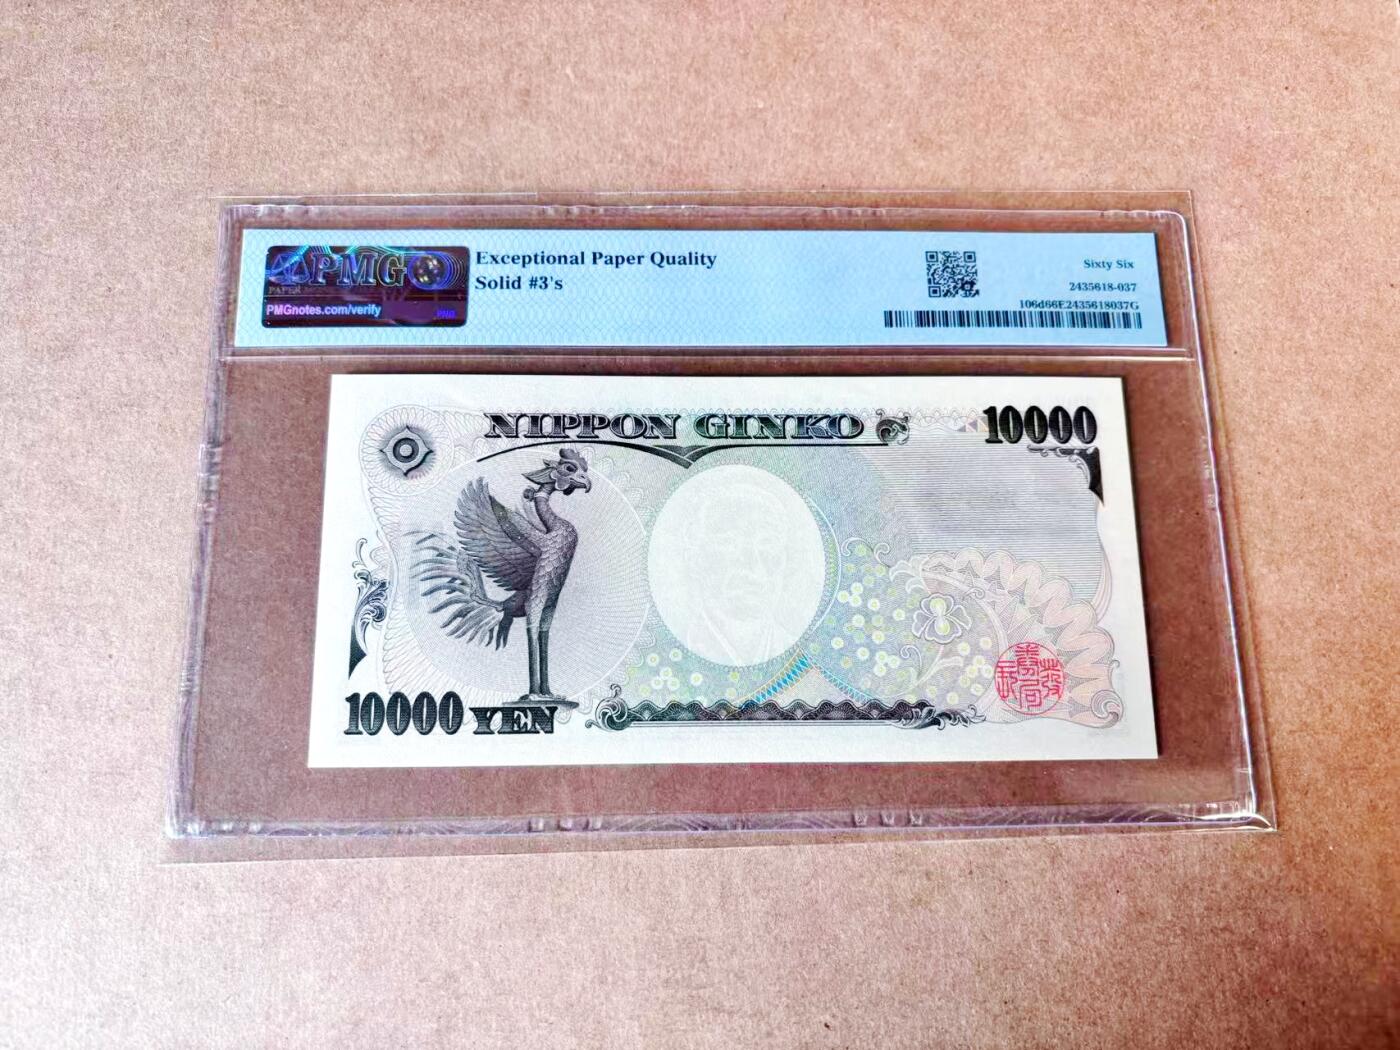 PMG
PMGnotes.com/verify
Exceptional Paper Quality
Solid #3's
Sixty Six
2435618-037
106d66E2435618037G
NIPPON GINKO
10000
10000 YEN